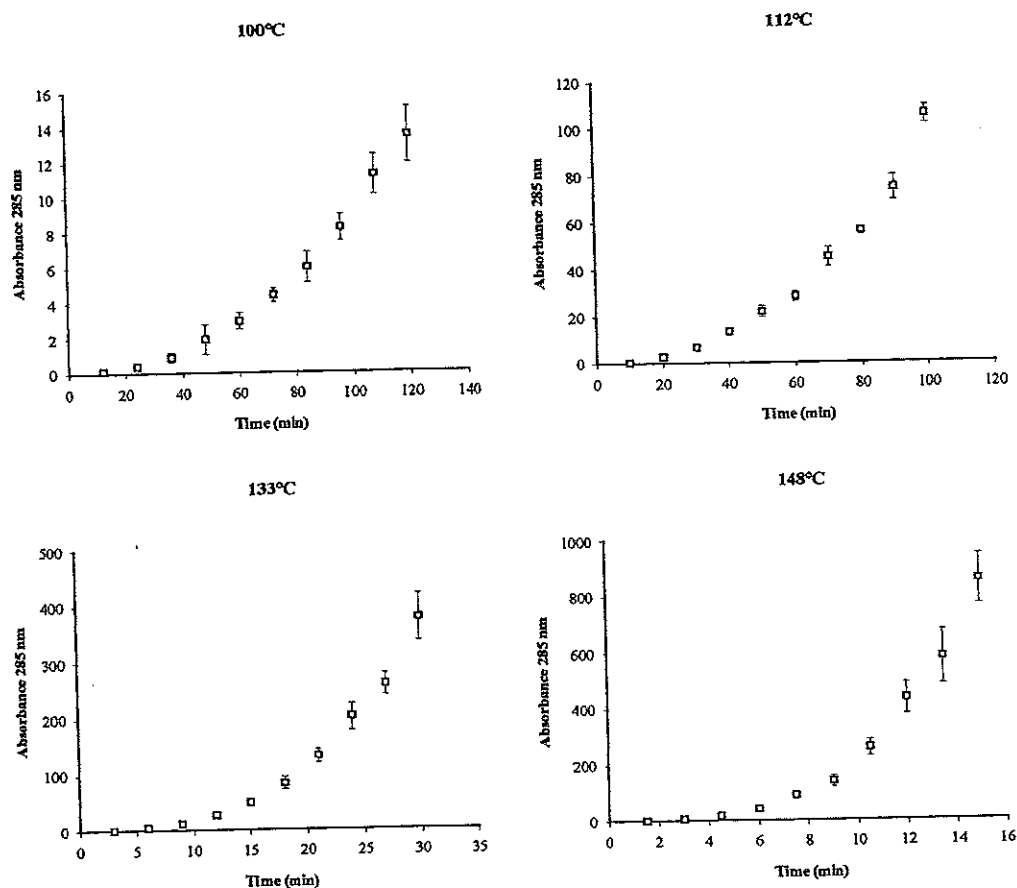 100°C
16
14
12
10
8
6
4
2
0
Absorbance 285 nm
0 20 40 60 80 100 120 140
Time (min)
112°C
120
100
80
60
40
20
0
Absorbance 285 nm
0 20 40 60 80 100 120
Time (min)
133°C
500
400
300
200
100
0
Absorbance 285 nm
0 5 10 15 20 25 30 35
Time (min)
148°C
1000
800
600
400
200
0
Absorbance 285 nm
0 2 4 6 8 10 12 14 16
Time (min)